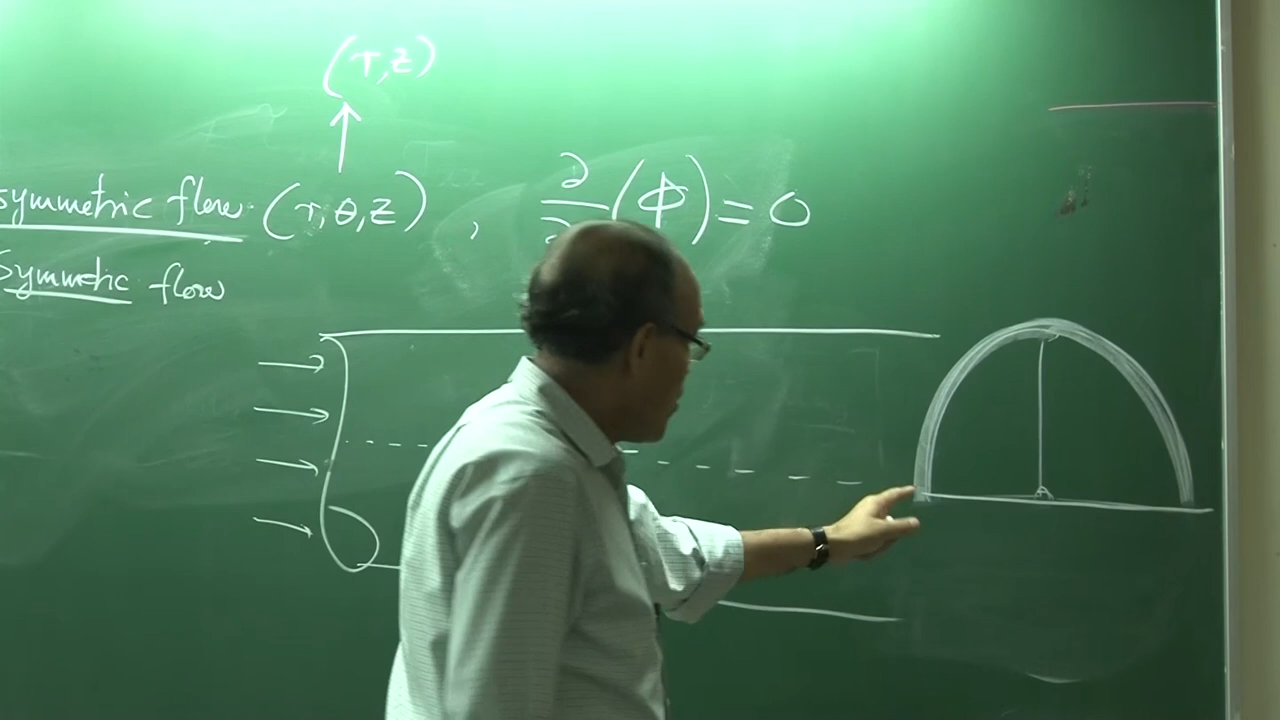 (r,z)
symmetric flow (r,θ,z) , ∂ (ϕ) = 0
Symmetric flow